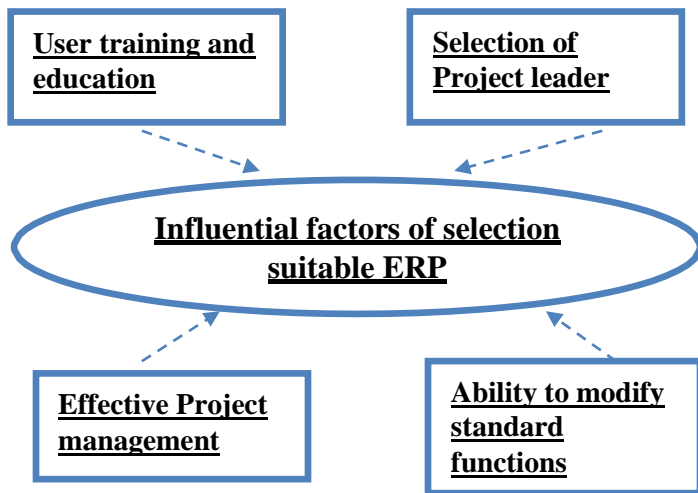 User training and
education
Selection of
Project leader
Influential factors of selection
suitable ERP
Effective Project
management
Ability to modify
standard
functions